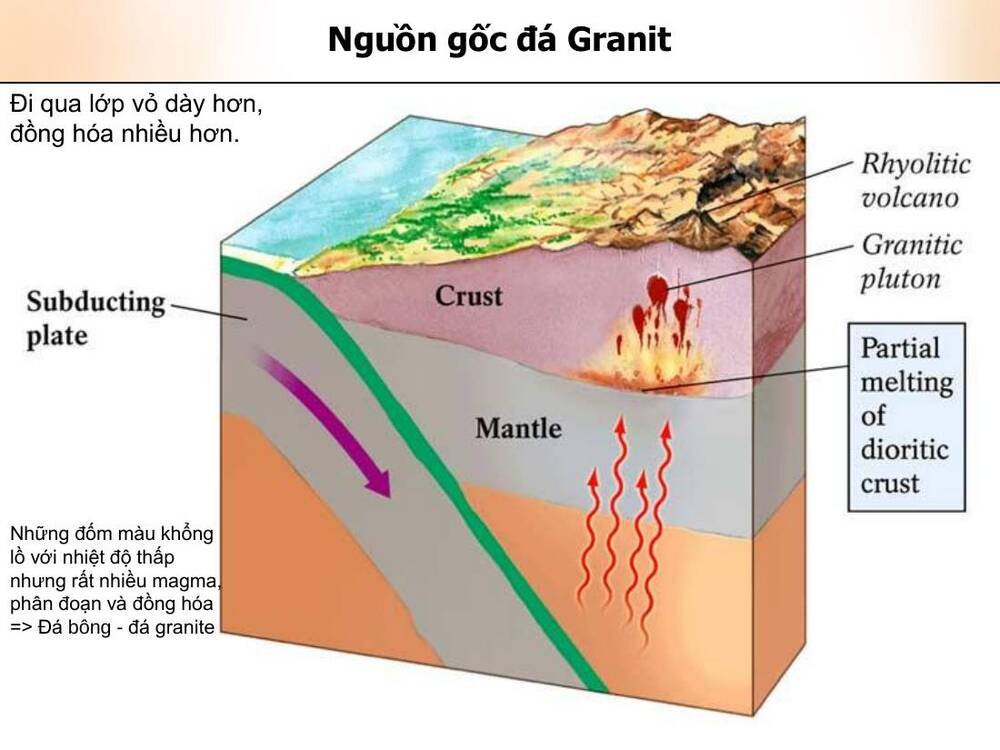 Nguồn gốc đá Granit
Đi qua lớp vỏ dày hơn,
đồng hóa nhiều hơn.
Rhyolitic
volcano
Granitic
pluton
Subducting
plate
Crust
Partial
melting
of
dioritic
crust
Mantle
Những đốm màu khổng
lồ với nhiệt độ thấp
nhưng rất nhiều magma,
phân đoạn và đồng hóa
=> Đá bông - đá granite